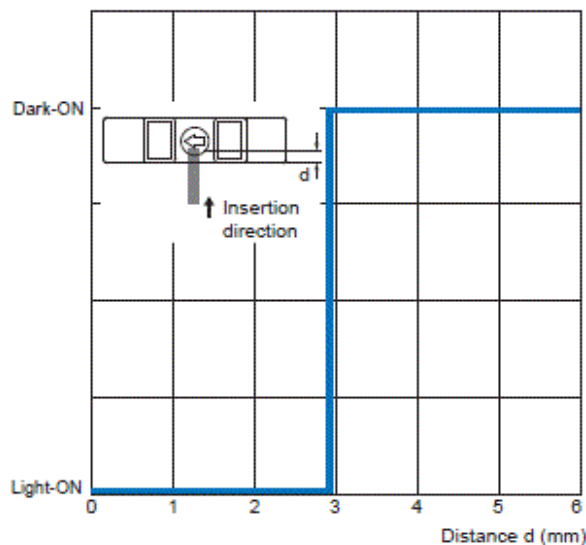 Dark-ON
d
Insertion
direction
Light-ON
0 1 2 3 4 5 6
Distance d (mm)